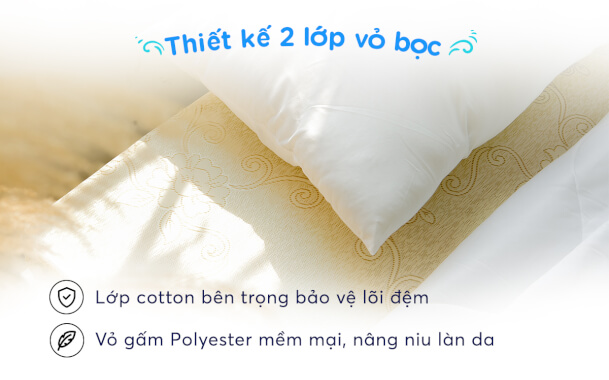 Thiết kế 2 lớp vỏ bọc
Lớp cotton bên trọng bảo vệ lõi đệm
Vỏ gấm Polyester mềm mại, nâng niu làn da